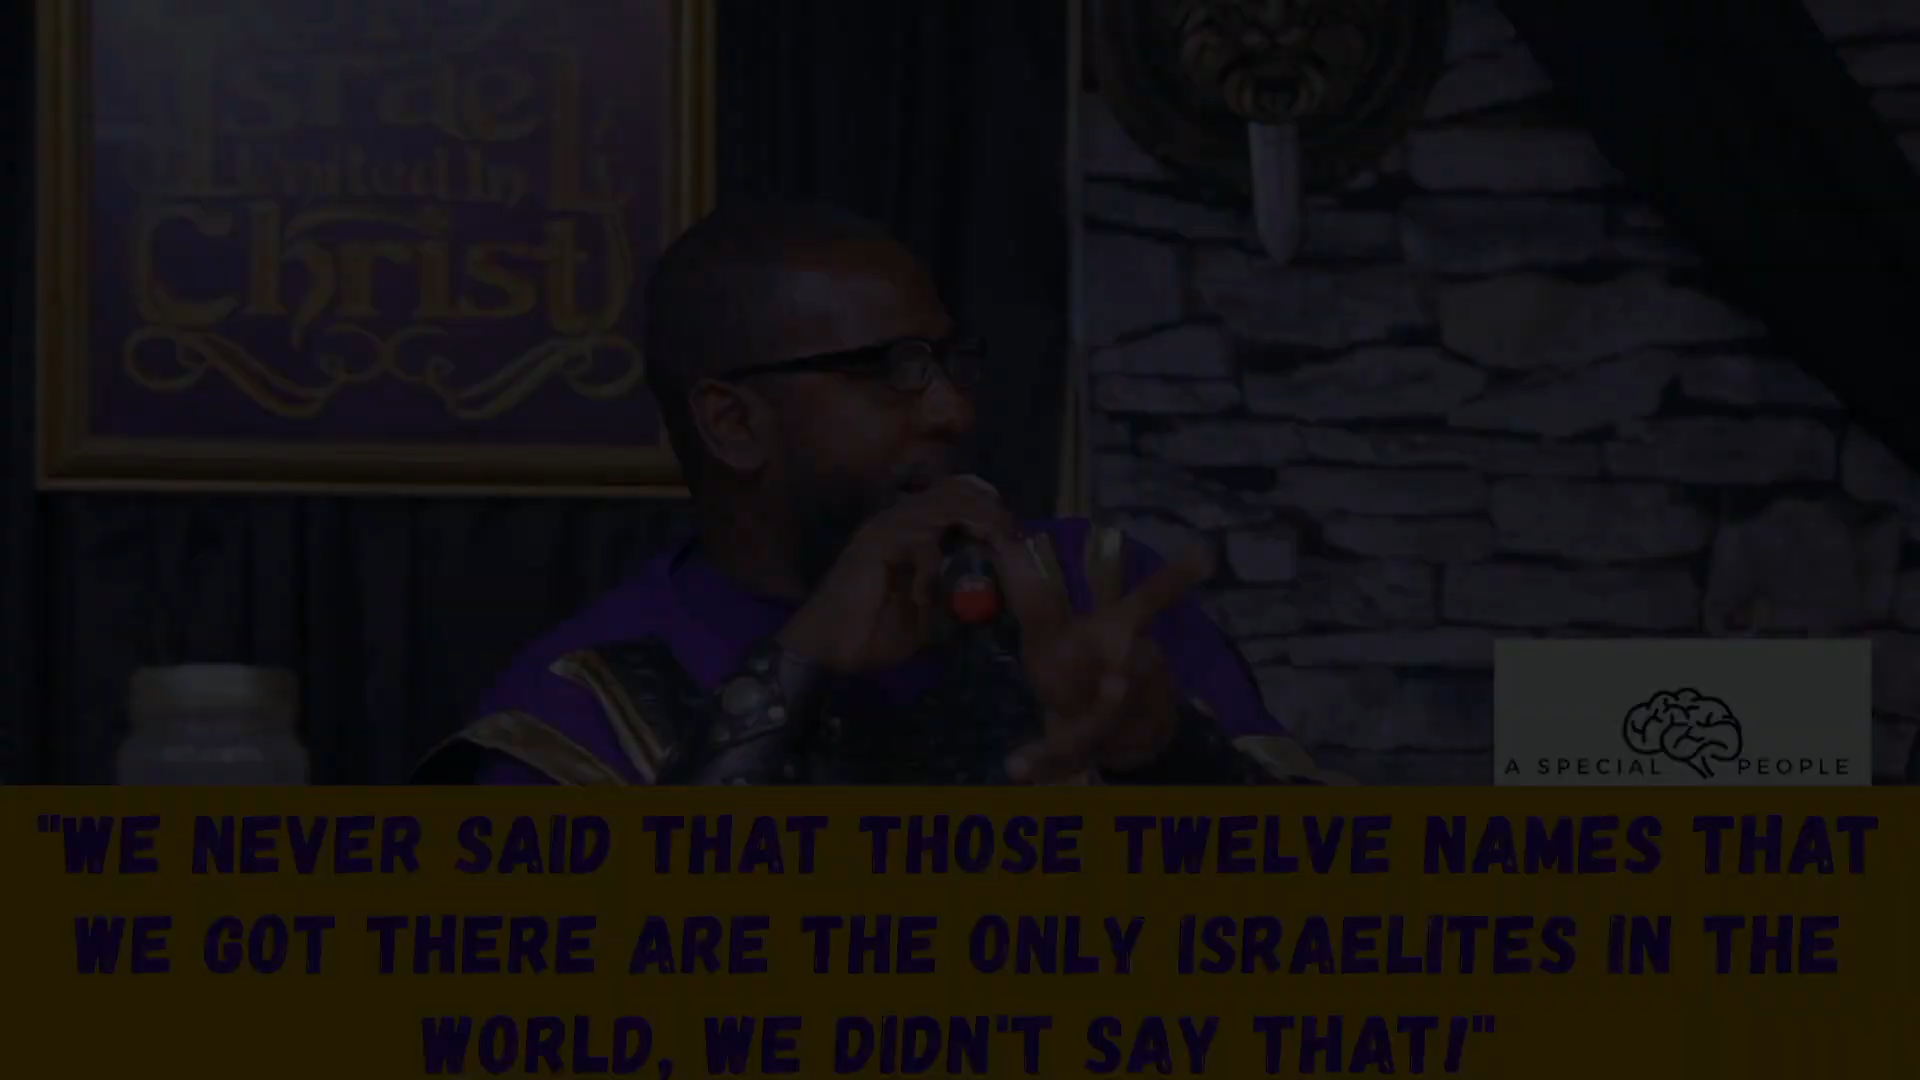 Israel
United In
Christ
A SPECIAL PEOPLE
"WE NEVER SAID THAT THOSE TWELVE NAMES THAT
WE GOT THERE ARE THE ONLY ISRAELITES IN THE
WORLD, WE DIDN'T SAY THAT!"